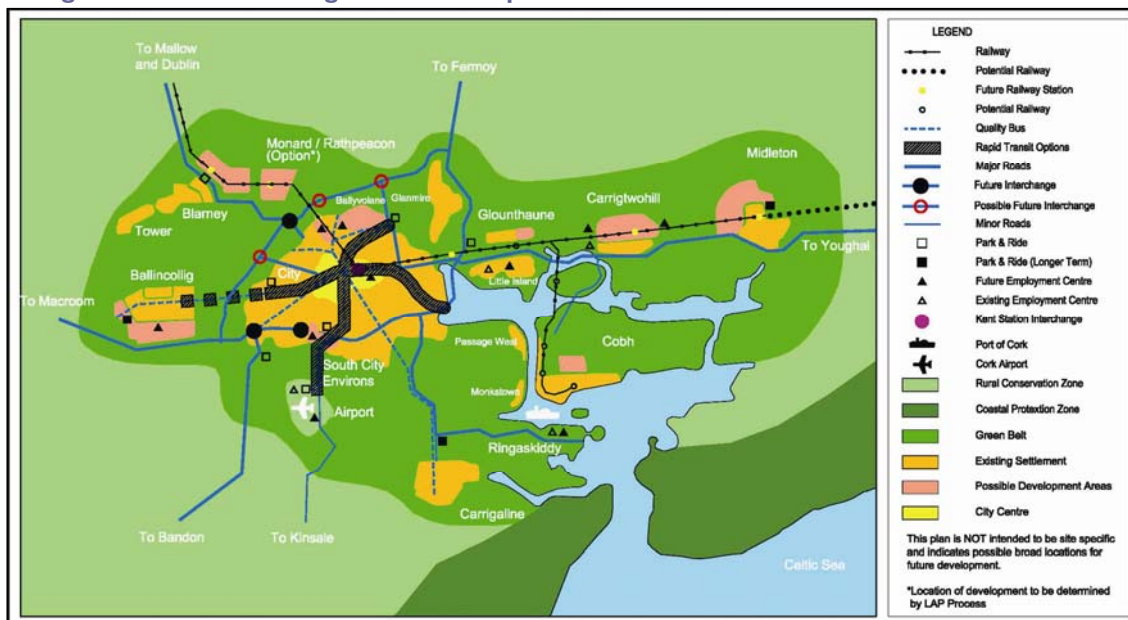 To Mallow
and Dublin
To Fermoy
Monard / Rathpeacon
(Option*)
Midleton
Ballyvolane
Glanmire
Carrigtwohill
Blarney
Glounthaune
Tower
To Youghal
Ballincollig
City
Little Island
To Macroom
Passage West
Cobh
South City
Environs
Monkstown
Airport
Ringaskiddy
Carrigaline
To Bandon
To Kinsale
Celtic Sea
LEGEND
Railway
Potential Railway
Future Railway Station
Potential Railway
Quality Bus
Rapid Transit Options
Major Roads
Future Interchange
Possible Future Interchange
Minor Roads
Park & Ride
Park & Ride (Longer Term)
Future Employment Centre
Existing Employment Centre
Kent Station Interchange
Port of Cork
Cork Airport
Rural Conservation Zone
Coastal Protaxtion Zone
Green Belt
Existing Settlement
Possible Development Areas
City Centre
This plan is NOT intended to be site specific
and indicates possible broad locations for
future development.
*Location of development to be determined
by LAP Process